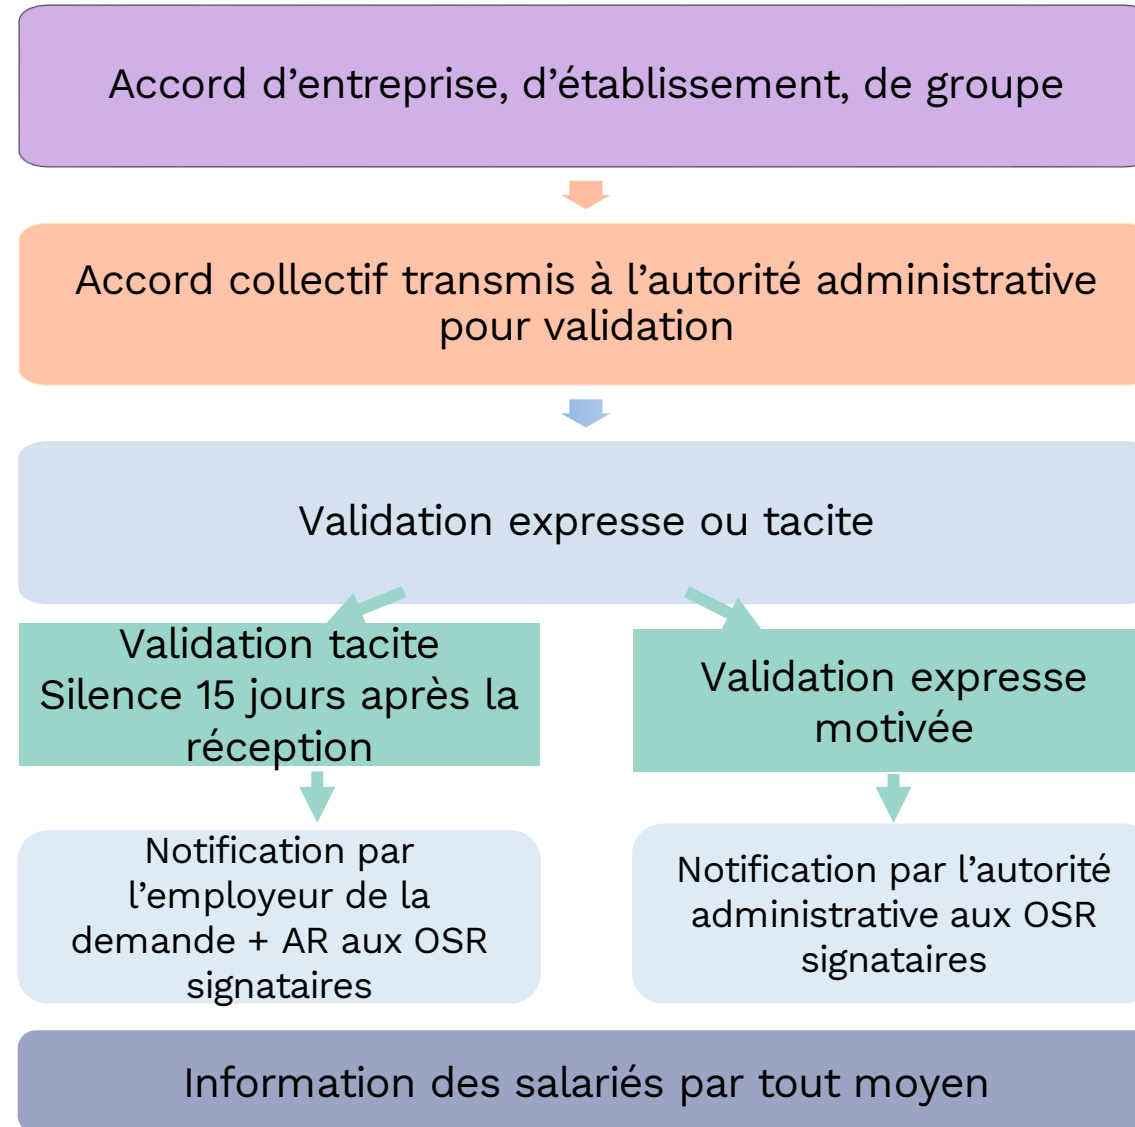 Accord d’entreprise, d’établissement, de groupe
Accord collectif transmis à l’autorité administrative
pour validation
Validation expresse ou tacite
Validation tacite
Silence 15 jours après la
réception
Validation expresse
motivée
Notification par
l’employeur de la
demande + AR aux OSR
signataires
Notification par l’autorité
administrative aux OSR
signataires
Information des salariés par tout moyen